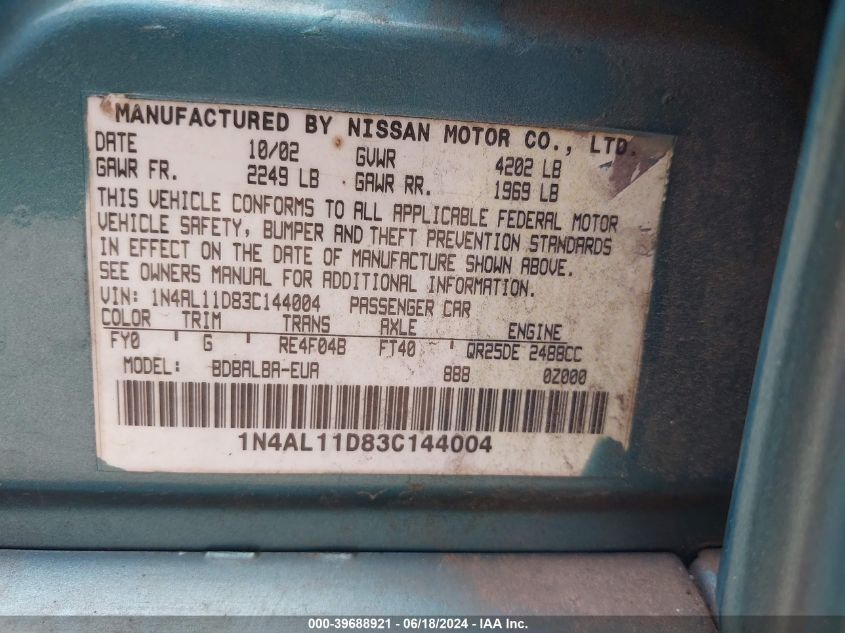 MANUFACTURED BY NISSAN MOTOR CO., LTD.
DATE 10/02 GVWR 4202 LB
GAWR FR. 2249 LB GAWR RR. 1969 LB
THIS VEHICLE CONFORMS TO ALL APPLICABLE FEDERAL MOTOR
VEHICLE SAFETY, BUMPER AND THEFT PREVENTION STANDARDS
IN EFFECT ON THE DATE OF MANUFACTURE SHOWN ABOVE.
SEE OWNERS MANUAL FOR ADDITIONAL INFORMATION.
VIN: 1N4AL11D83C144004 PASSENGER CAR
COLOR TRIM TRANS AXLE ENGINE
FY0 G RE4F04B FT40 QR25DE 2488CC
MODEL: BDBALBA-EUA 888 0Z000
1N4AL11D83C144004
000-39688921 / 06/18/2024 - IAA Inc.